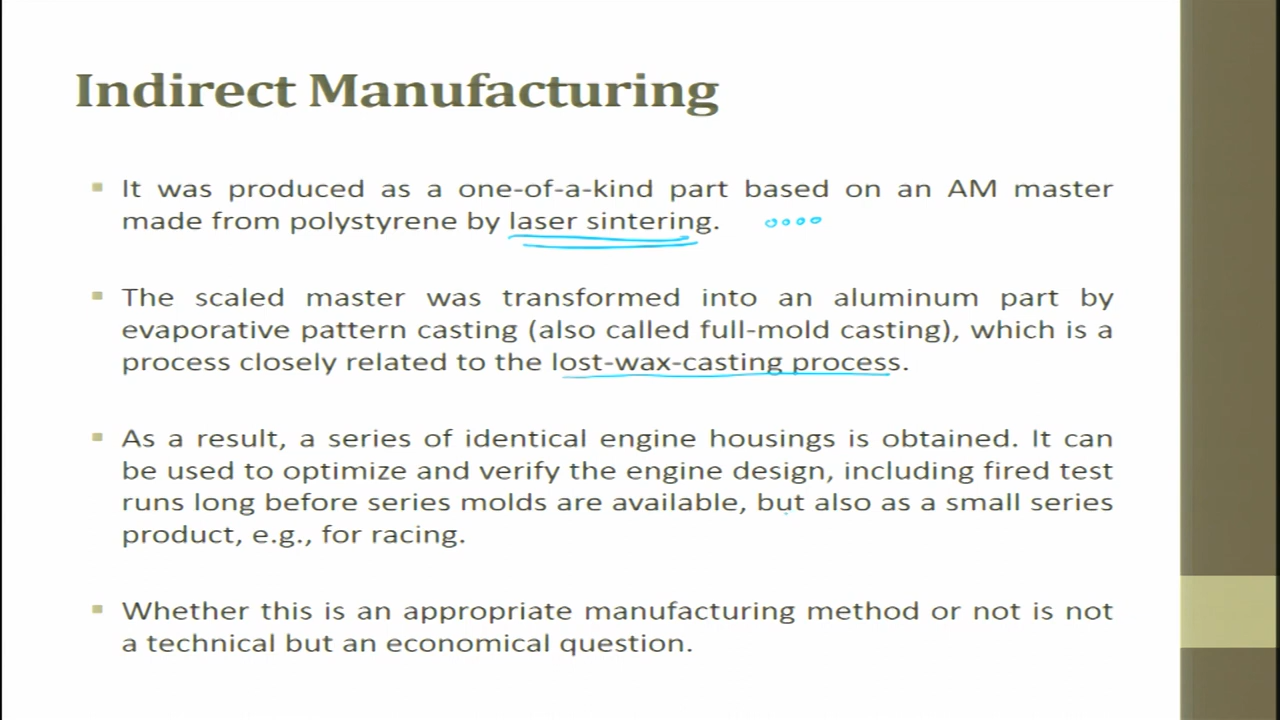 Indirect Manufacturing
▪ It was produced as a one-of-a-kind part based on an AM master
made from polystyrene by laser sintering.
▪ The scaled master was transformed into an aluminum part by
evaporative pattern casting (also called full-mold casting), which is a
process closely related to the lost-wax-casting process.
▪ As a result, a series of identical engine housings is obtained. It can
be used to optimize and verify the engine design, including fired test
runs long before series molds are available, but also as a small series
product, e.g., for racing.
▪ Whether this is an appropriate manufacturing method or not is not
a technical but an economical question.